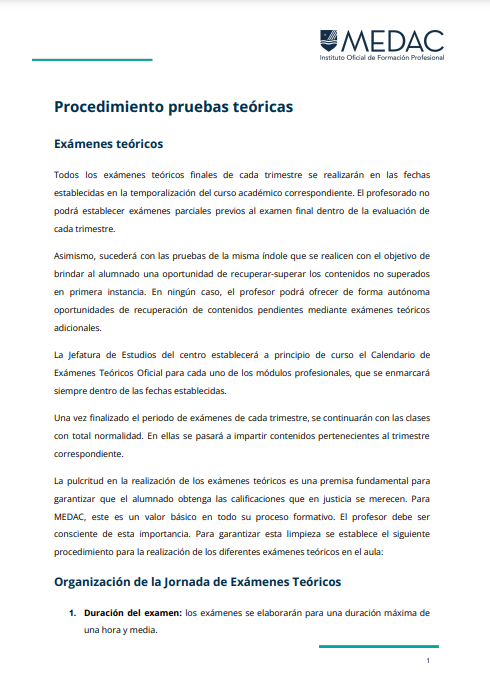 MEDAC
Instituto Oficial de Formación Profesional
Procedimiento pruebas teóricas
Exámenes teóricos
Todos los exámenes teóricos finales de cada trimestre se realizarán en las fechas
establecidas en la temporalización del curso académico correspondiente. El profesorado no
podrá establecer exámenes parciales previos al examen final dentro de la evaluación de
cada trimestre.
Asimismo, sucederá con las pruebas de la misma índole que se realicen con el objetivo de
brindar al alumnado una oportunidad de recuperar-superar los contenidos no superados
en primera instancia. En ningún caso, el profesor podrá ofrecer de forma autónoma
oportunidades de recuperación de contenidos pendientes mediante exámenes teóricos
adicionales.
La Jefatura de Estudios del centro establecerá a principio de curso el Calendario de
Exámenes Teóricos Oficial para cada uno de los módulos profesionales, que se enmarcará
siempre dentro de las fechas establecidas.
Una vez finalizado el periodo de exámenes de cada trimestre, se continuarán con las clases
con total normalidad. En ellas se pasará a impartir contenidos pertenecientes al trimestre
correspondiente.
La pulcritud en la realización de los exámenes teóricos es una premisa fundamental para
garantizar que el alumnado obtenga las calificaciones que en justicia se merecen. Para
MEDAC, este es un valor básico en todo su proceso formativo. El profesor debe ser
consciente de esta importancia. Para garantizar esta limpieza se establece el siguiente
procedimiento para la realización de los diferentes exámenes teóricos en el aula:
Organización de la Jornada de Exámenes Teóricos
1. Duración del examen: los exámenes se elaborarán para una duración máxima de
una hora y media.
1